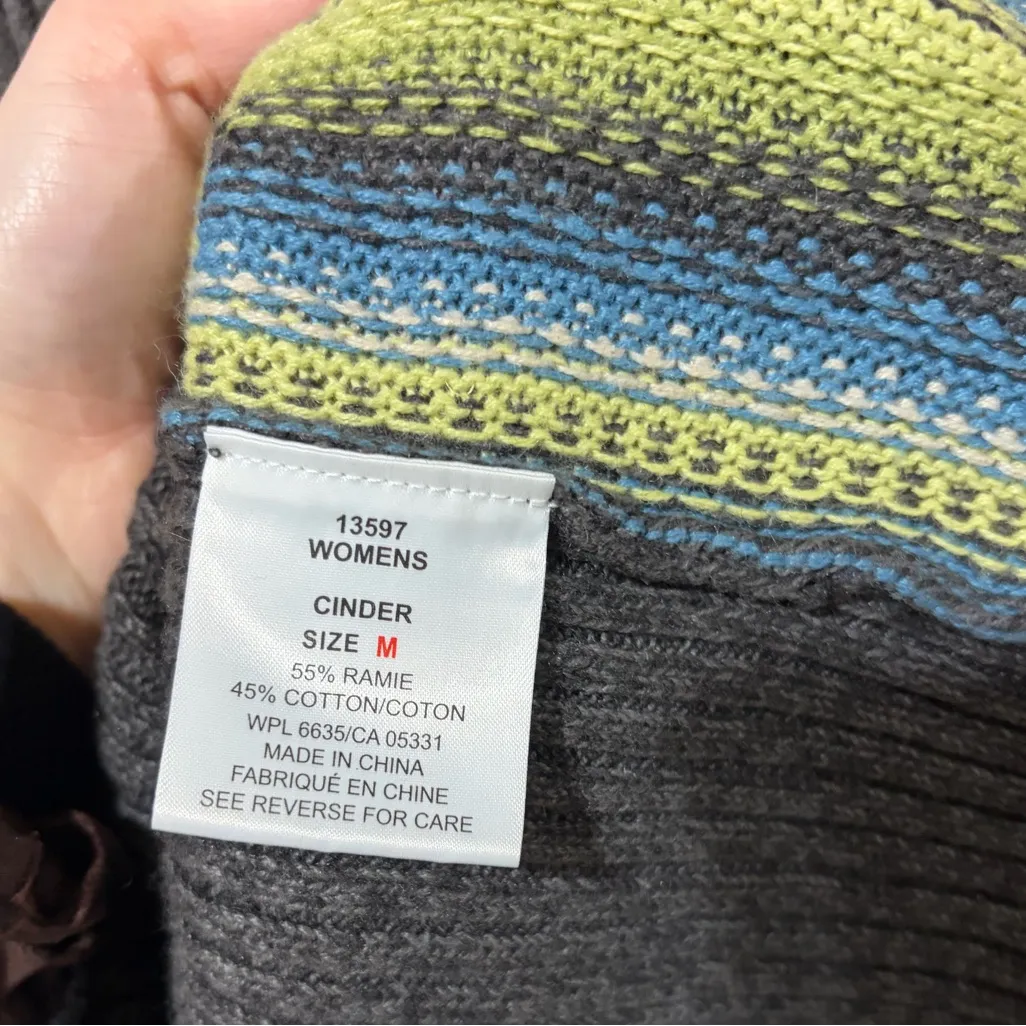 13597
WOMENS
CINDER
SIZE M
55% RAMIE
45% COTTON/COTON
WPL 6635/CA 05331
MADE IN CHINA
FABRIQUÉ EN CHINE
SEE REVERSE FOR CARE